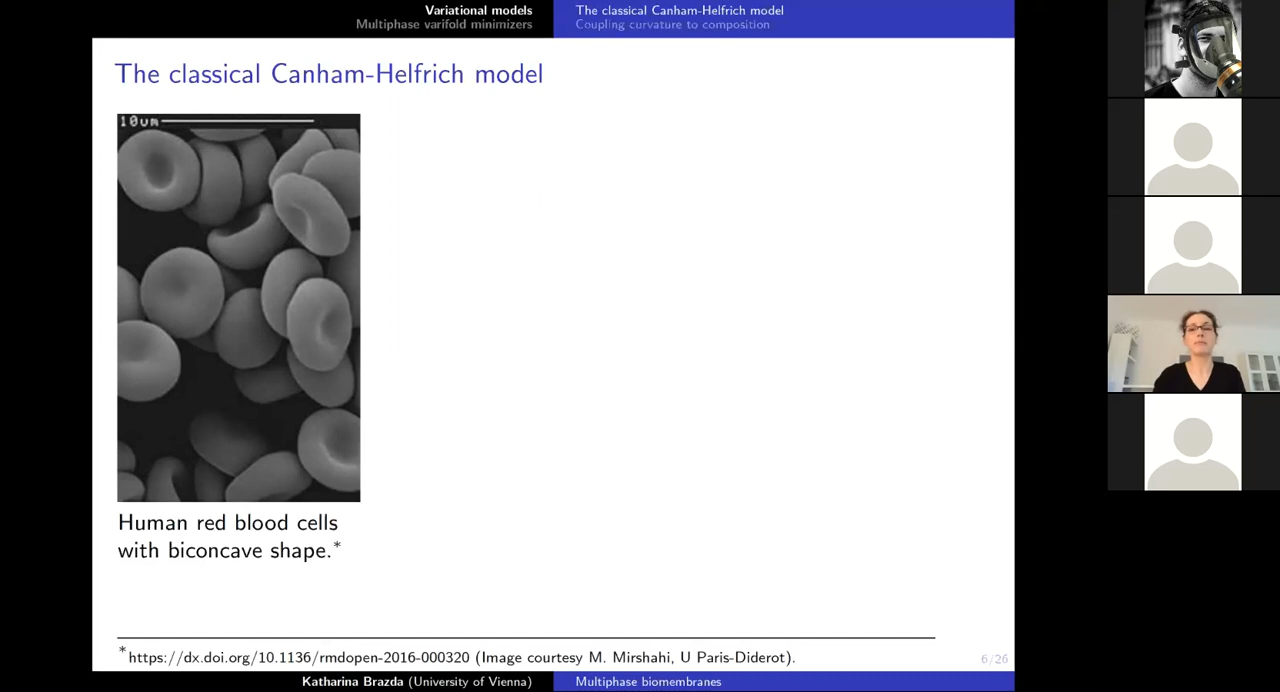 Variational models
Multiphase varifold minimizers
The classical Canham-Helfrich model
Coupling curvature to composition
The classical Canham-Helfrich model
10um
Human red blood cells
with biconcave shape.*
*https://dx.doi.org/10.1136/rmdopen-2016-000320 (Image courtesy M. Mirshahi, U Paris-Diderot).
6/26
Katharina Brazda (University of Vienna)
Multiphase biomembranes